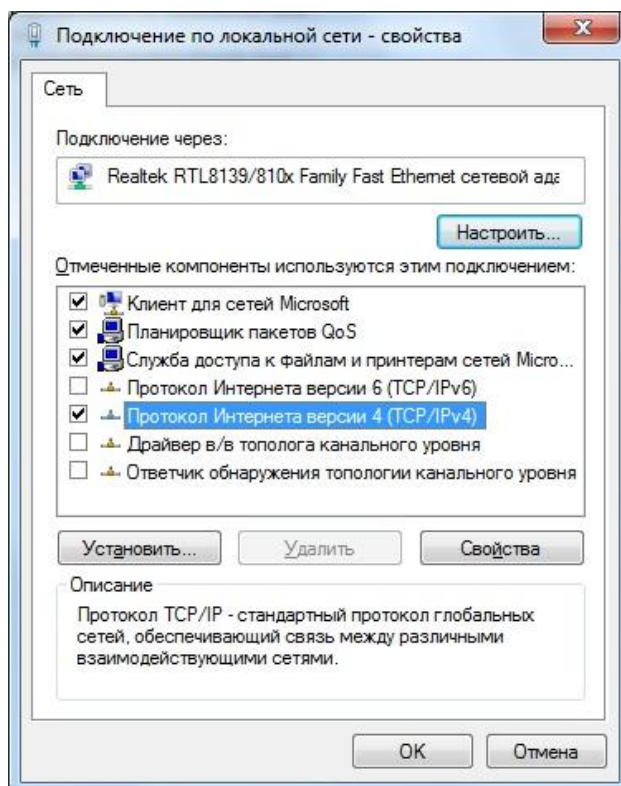 Подключение по локальной сети - свойства
Сеть
Подключение через:
Realtek RTL8139/810x Family Fast Ethernet сетевой ада
Настроить...
Отмеченные компоненты используются этим подключением:
Клиент для сетей Microsoft
Планировщик пакетов QoS
Служба доступа к файлам и принтерам сетей Micro...
Протокол Интернета версии 6 (TCP/IPv6)
Протокол Интернета версии 4 (TCP/IPv4)
Драйвер в/в тополога канального уровня
Ответчик обнаружения топологии канального уровня
Установить...
Удалить
Свойства
Описание
Протокол TCP/IP - стандартный протокол глобальных
сетей, обеспечивающий связь между различными
взаимодействующими сетями.
OK
Отмена